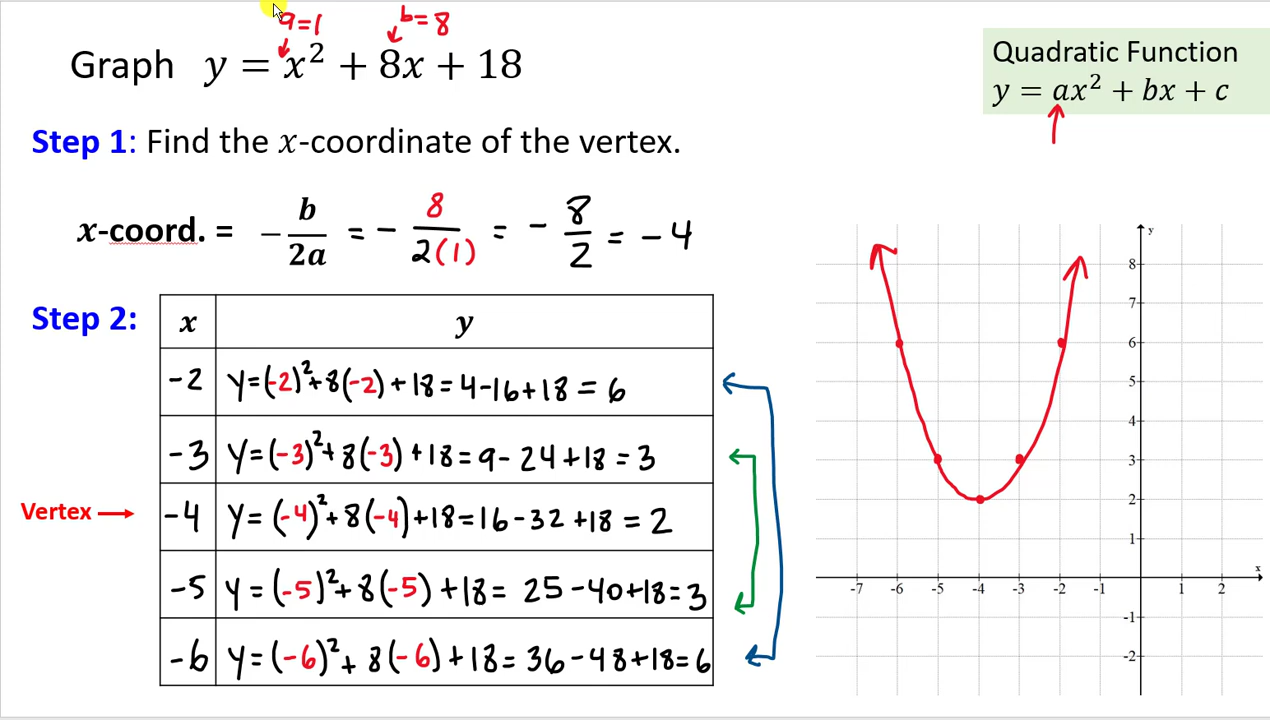 a=1 b=8
Graph y = x² + 8x + 18
Quadratic Function
y = ax² + bx + c
Step 1: Find the x-coordinate of the vertex.
x-coord. = − b/2a = − 8/2(1) = − 8/2 = −4
Step 2:
x y
−2 y=(−2)²+8(−2)+18=4−16+18=6
−3 y=(−3)²+8(−3)+18=9−24+18=3
Vertex → −4 y=(−4)²+8(−4)+18=16−32+18=2
−5 y=(−5)²+8(−5)+18=25−40+18=3
−6 y=(−6)²+8(−6)+18=36−48+18=6
y
8
7
6
5
4
3
2
1
x
-7 -6 -5 -4 -3 -2 -1 1 2
-1
-2